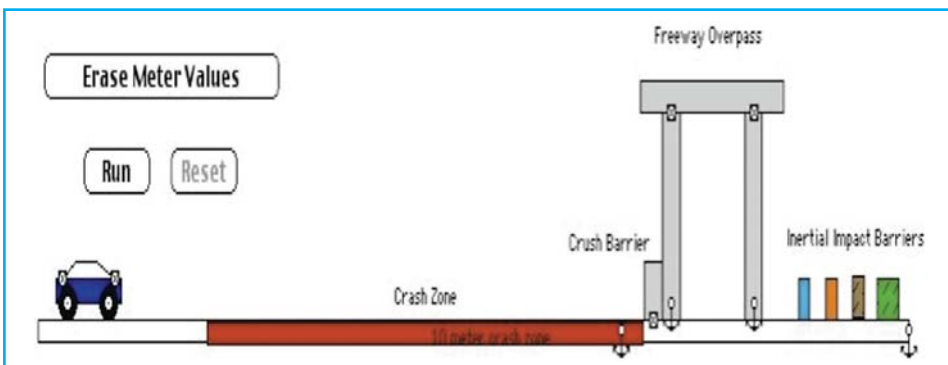 Freeway Overpass
Erase Meter Values
Run
Reset
Crush Barrier
Inertial Impact Barriers
Crash Zone
10 meter crash zone